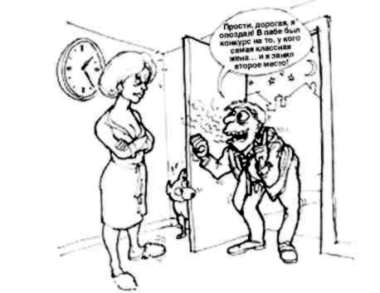 Прости, дорогая, я
опоздал! В пабе был
конкурс на то, у кого
самая классная
жена... и я занял
второе место!